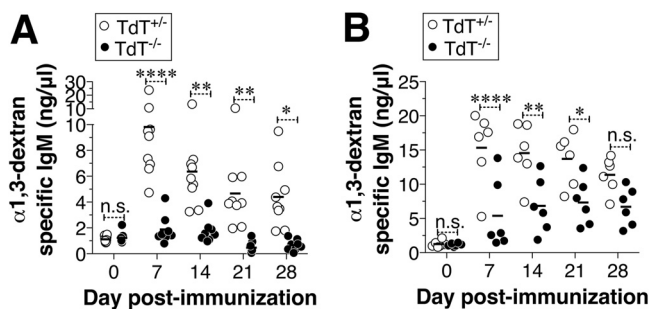 A
TdT+/-
TdT-/-
α1,3-dextran
specific IgM (ng/μl)
30
20
10
10
8
6
4
2
0
n.s.
****
**
**
*
0 7 14 21 28
Day post-immunization
B
TdT+/-
TdT-/-
α1,3-dextran
specific IgM (ng/μl)
25
20
15
10
5
0
n.s.
****
**
*
n.s.
0 7 14 21 28
Day post-immunization